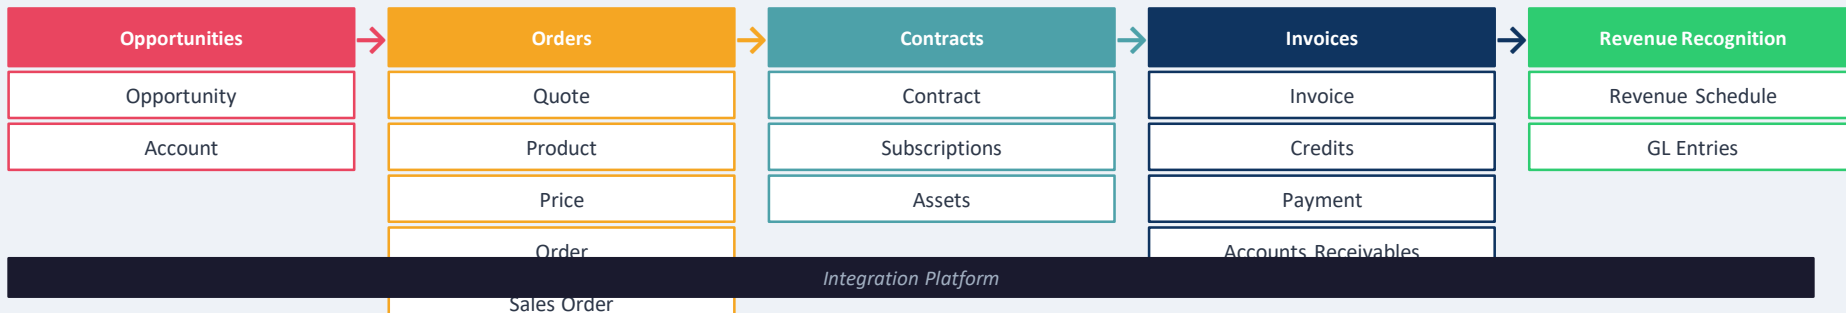 Opportunities
Orders
Contracts
Invoices
Revenue Recognition
Opportunity
Quote
Contract
Invoice
Revenue Schedule
Account
Product
Subscriptions
Credits
GL Entries
Price
Assets
Payment
Order
Accounts Receivables
Integration Platform
Sales Order